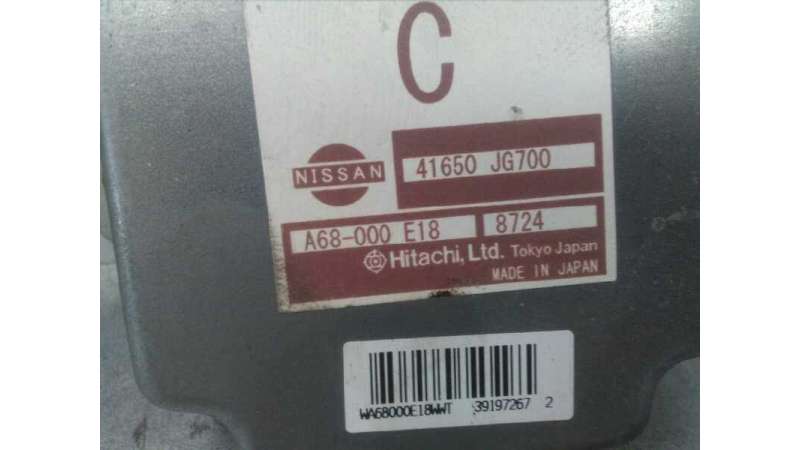 C
NISSAN
41650 JG700
A68-000 E18 8724
Hitachi, Ltd. Tokyo Japan
MADE IN JAPAN
WA68000E18WWT 39197267 2